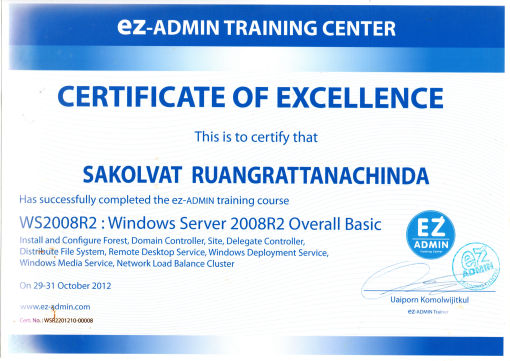 ez-ADMIN TRAINING CENTER
CERTIFICATE OF EXCELLENCE
This is to certify that
SAKOLVAT RUANGRATTANACHINDA
Has successfully completed the ez-ADMIN training course
WS2008R2 : Windows Server 2008R2 Overall Basic
Install and Configure Forest, Domain Controller, Site, Delegate Controller,
Distribute File System, Remote Desktop Service, Windows Deployment Service,
Windows Media Service, Network Load Balance Cluster
EZ
ADMIN
Training Center
ez
ADMIN
On 29-31 October 2012
Uaiporn Komolwijitkul
www.ez-admin.com
ez-ADMIN Trainer
Cert. No. : WSR2201210-00008